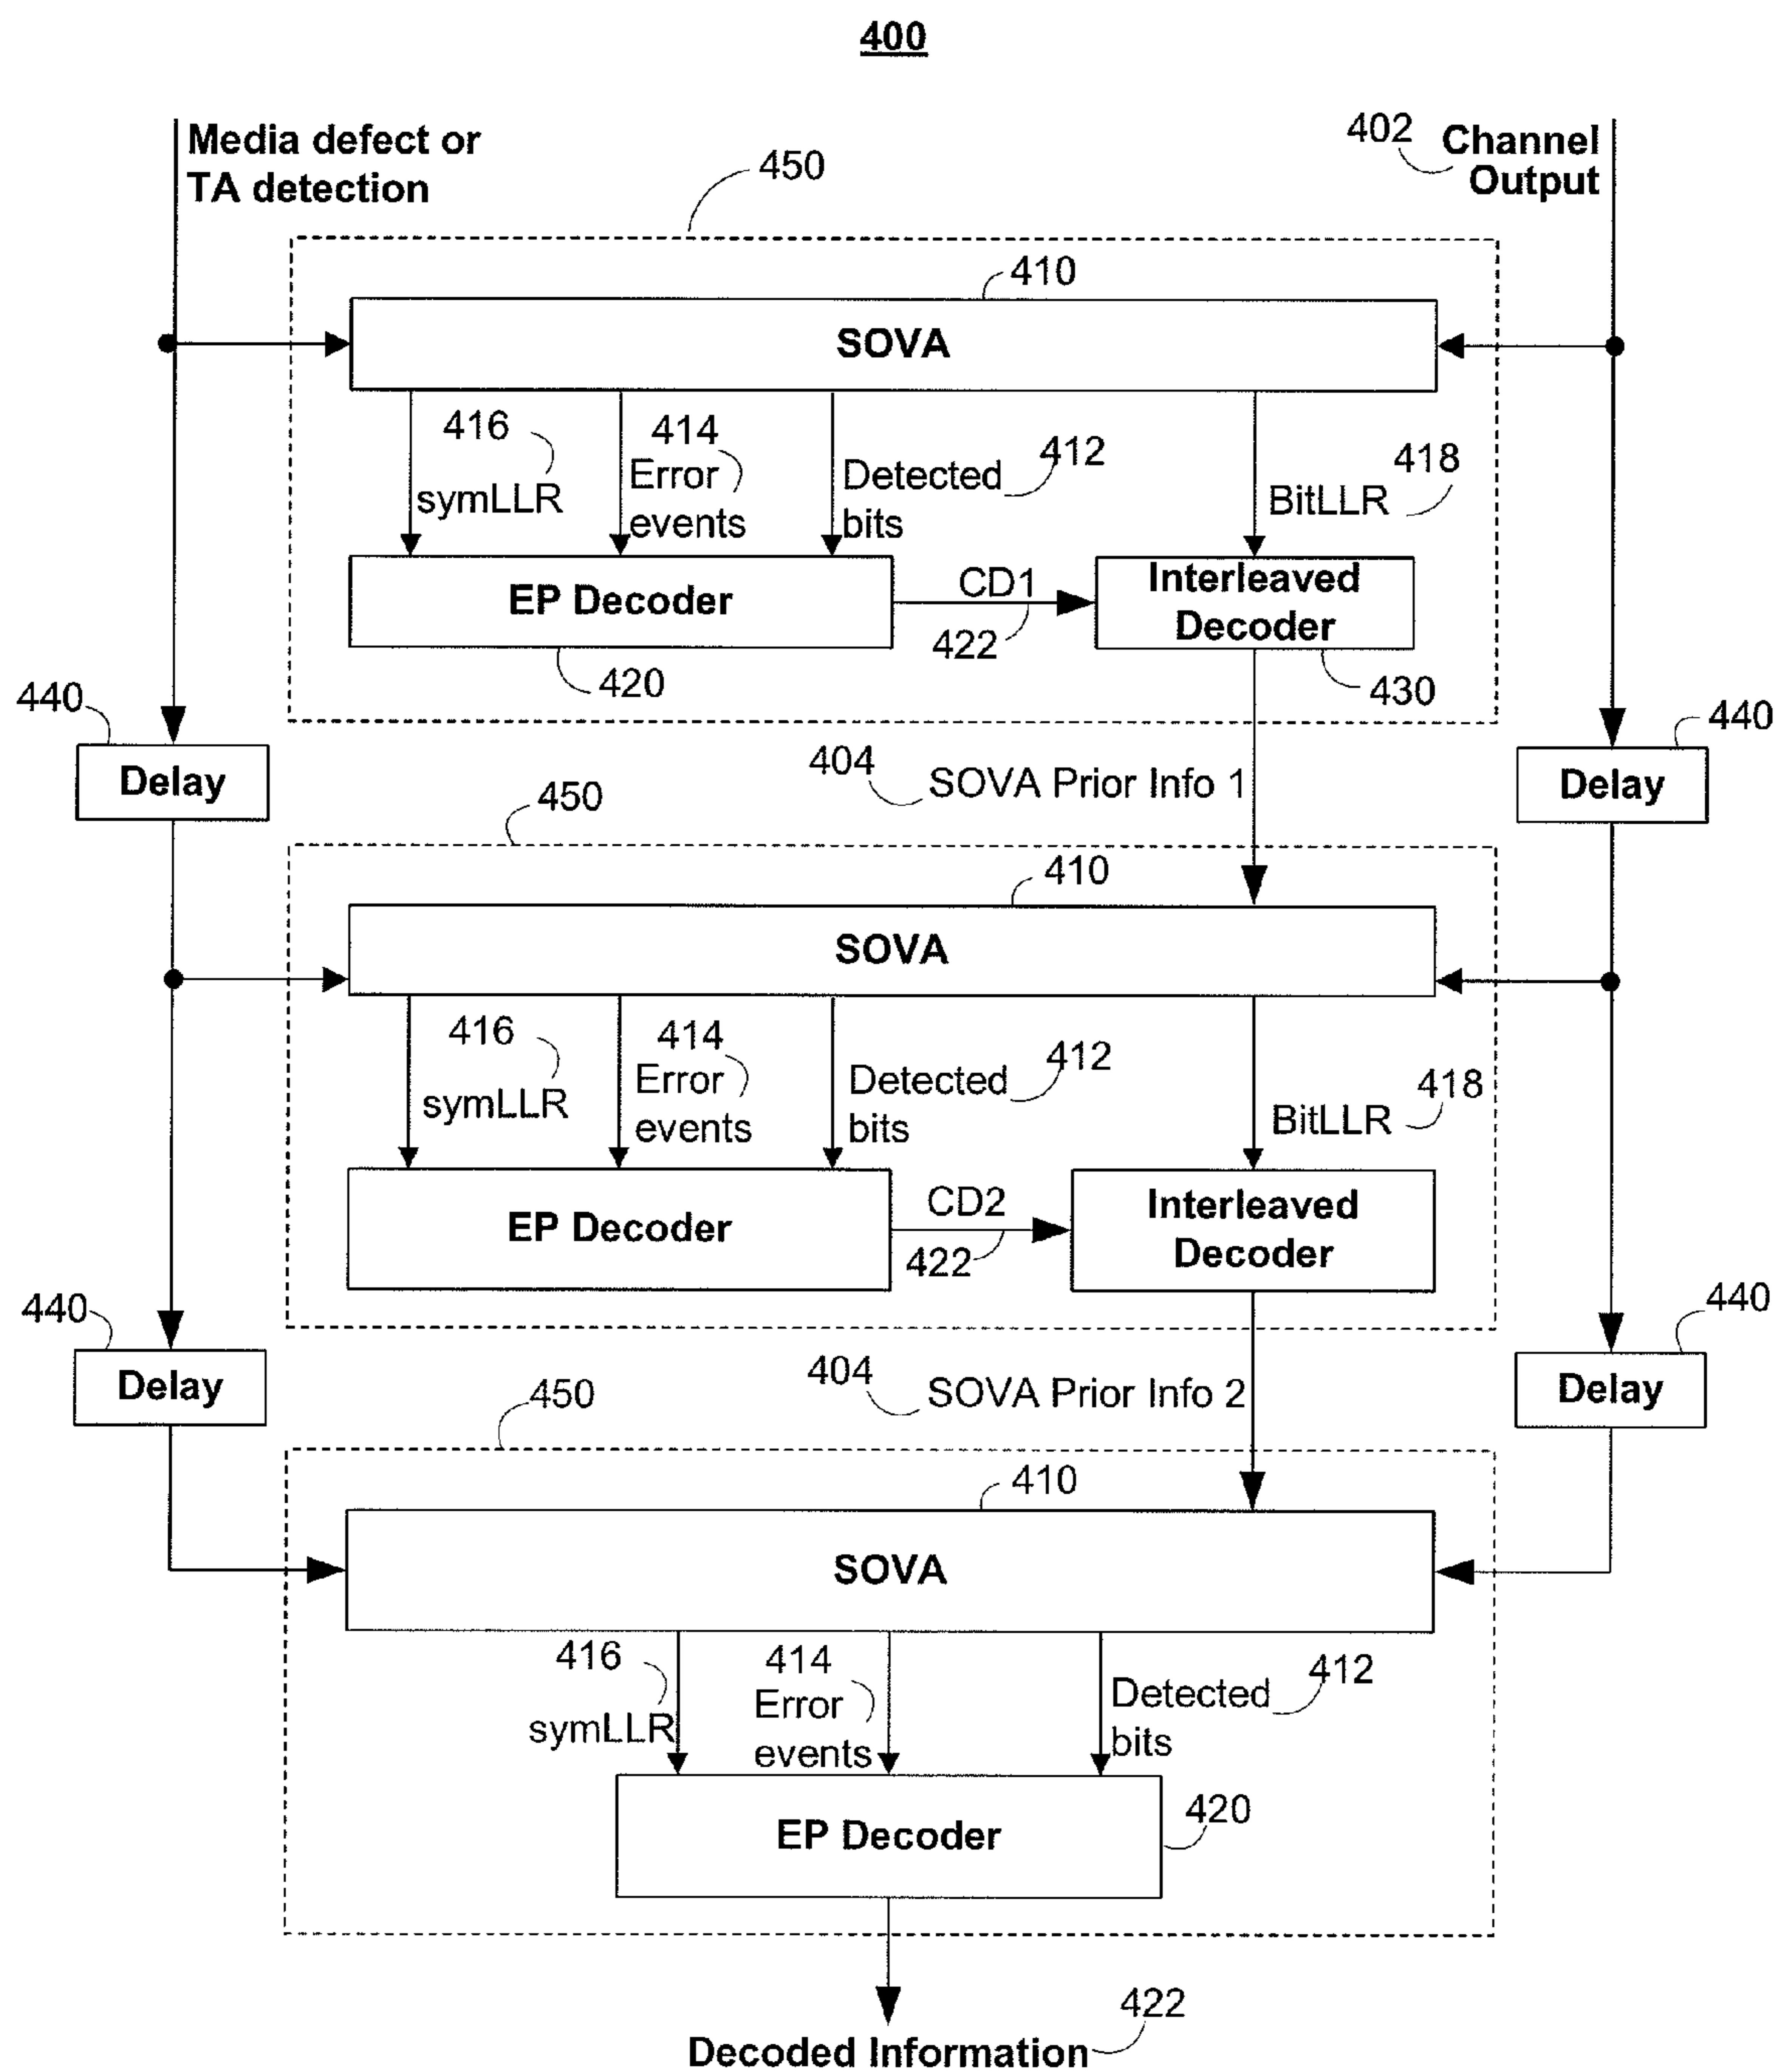 400
Media defect or
TA detection
450
402
Channel
Output
410
SOVA
416
symLLR
414
Error
events
412
Detected
bits
418
BitLLR
EP Decoder
CD1
422
Interleaved
Decoder
420
430
440
Delay
440
Delay
404
SOVA Prior Info 1
450
410
SOVA
416
symLLR
414
Error
events
412
Detected
bits
418
BitLLR
EP Decoder
CD2
422
Interleaved
Decoder
440
Delay
440
Delay
404
SOVA Prior Info 2
450
410
SOVA
416
symLLR
414
Error
events
412
Detected
bits
EP Decoder
420
422
Decoded Information